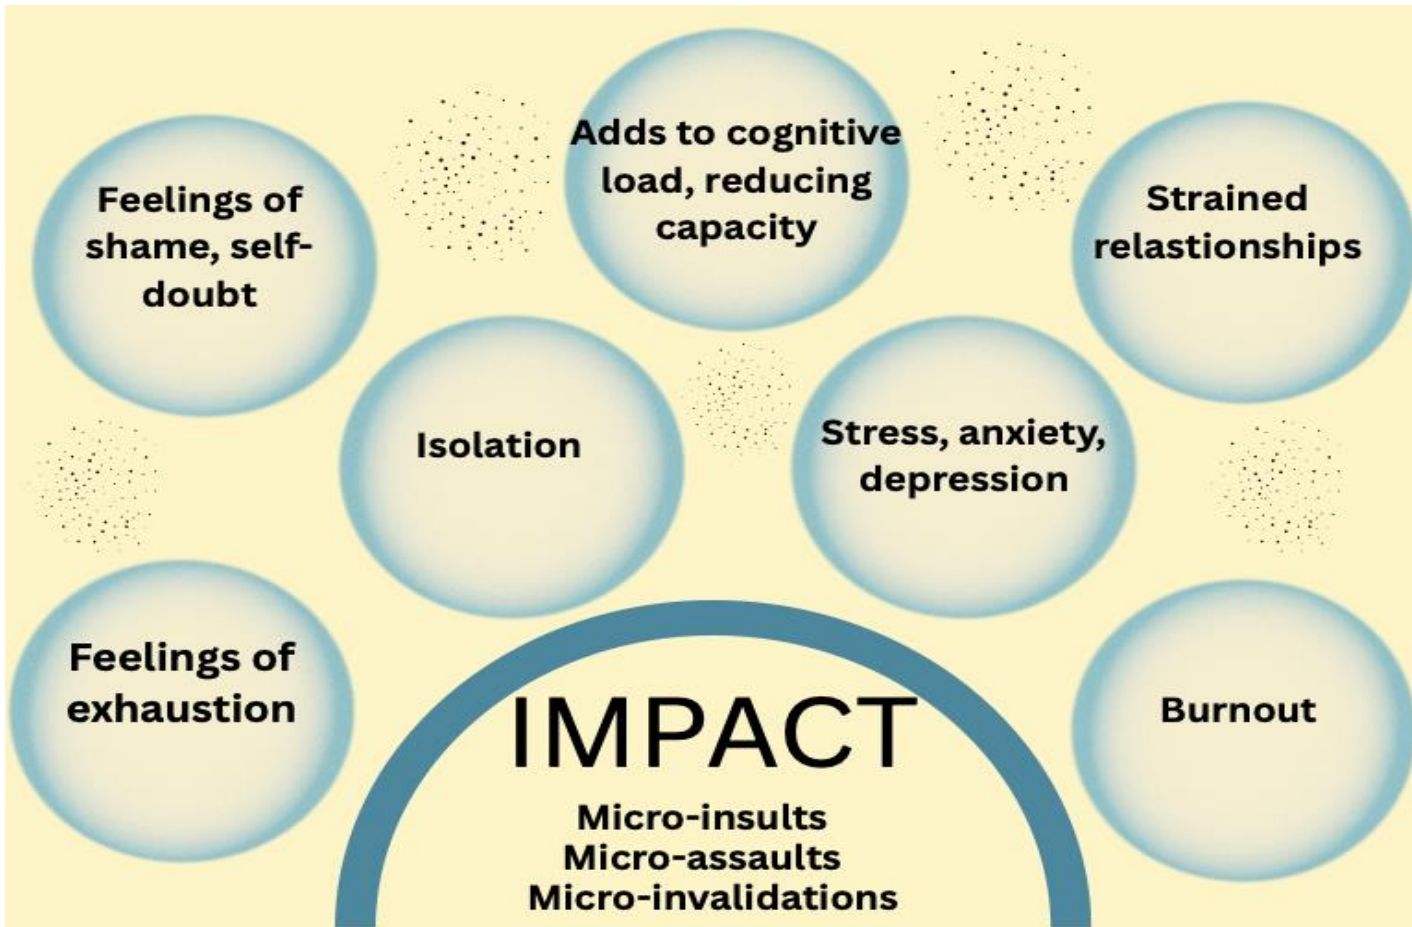 Feelings of
shame, self-
doubt
Adds to cognitive
load, reducing
capacity
Strained
relastionships
Isolation
Stress, anxiety,
depression
Feelings of
exhaustion
Burnout
IMPACT
Micro-insults
Micro-assaults
Micro-invalidations